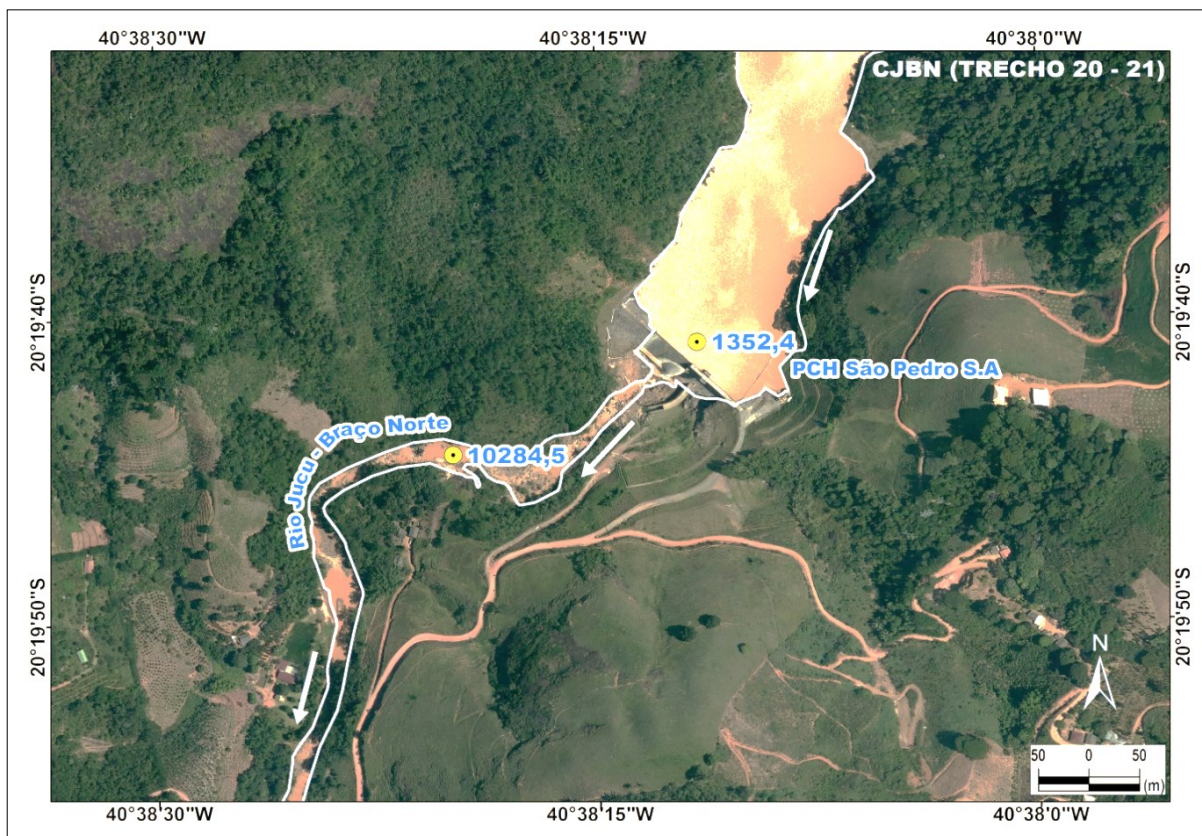 40°38'30"W
40°38'15"W
40°38'0"W
CJBN (TRECHO 20 - 21)
20°19'40"S
20°19'40"S
1352,4
PCH São Pedro S.A
Rio Jucu - Braço Norte
10284,5
20°19'50"S
20°19'50"S
N
50 0 50
(m)
40°38'30"W
40°38'15"W
40°38'0"W